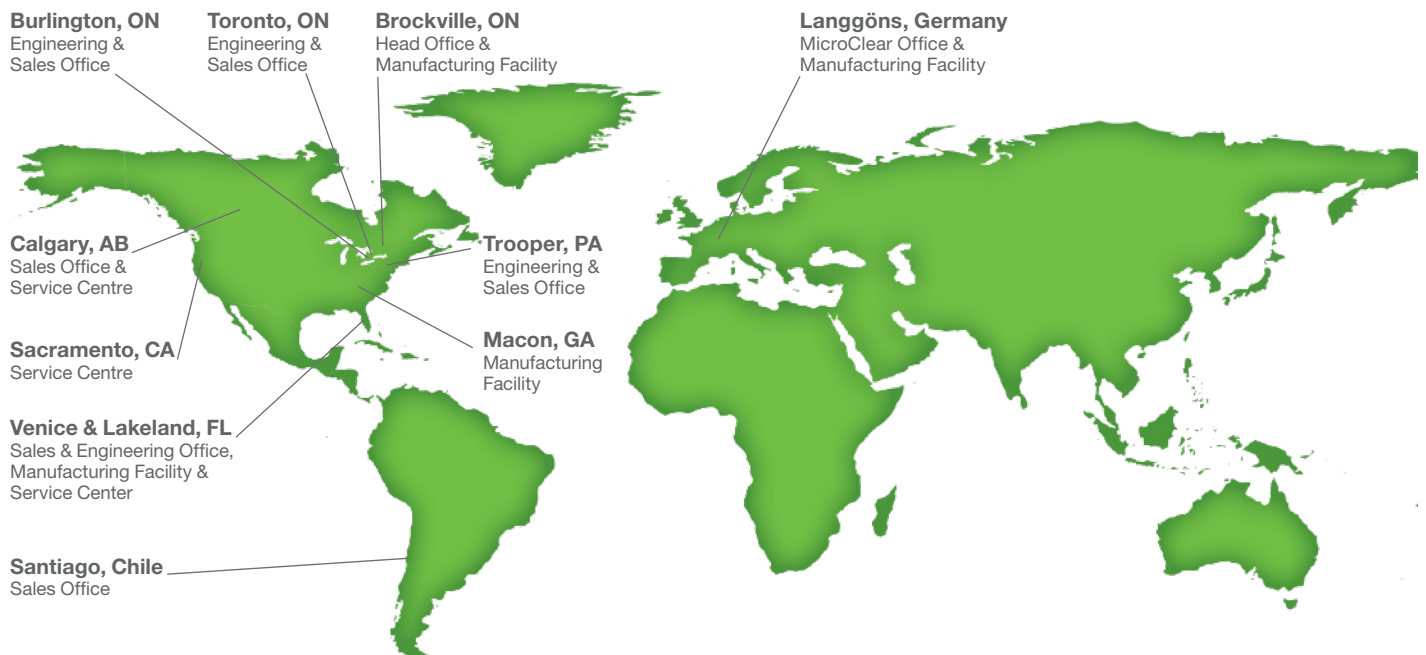 Burlington, ON
Engineering &
Sales Office
Toronto, ON
Engineering &
Sales Office
Brockville, ON
Head Office &
Manufacturing Facility
Langgöns, Germany
MicroClear Office &
Manufacturing Facility
Calgary, AB
Sales Office &
Service Centre
Trooper, PA
Engineering &
Sales Office
Sacramento, CA
Service Centre
Macon, GA
Manufacturing
Facility
Venice & Lakeland, FL
Sales & Engineering Office,
Manufacturing Facility &
Service Center
Santiago, Chile
Sales Office